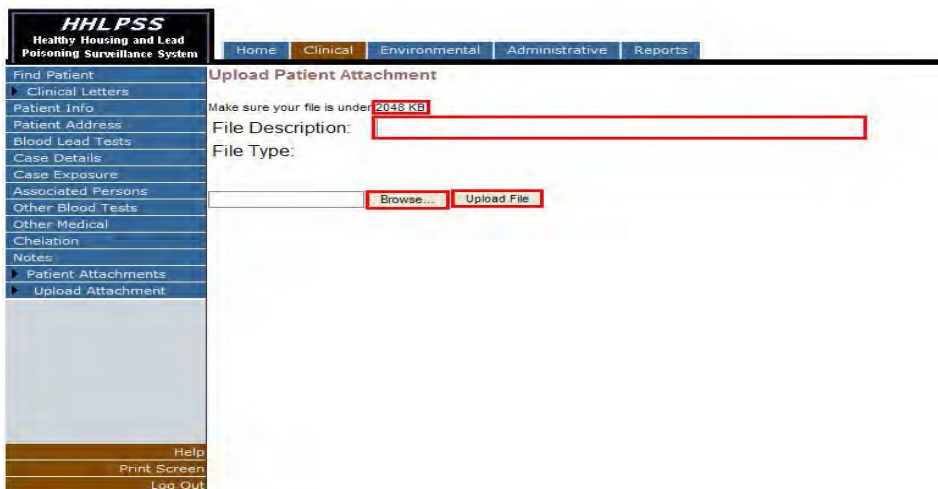 HHLPSS
Healthy Housing and Lead
Poisoning Surveillance System
Home Clinical Environmental Administrative Reports
Find Patient
Clinical Letters
Patient Info
Patient Address
Blood Lead Tests
Case Details
Case Exposure
Associated Persons
Other Blood Tests
Other Medical
Chelation
Notes
Patient Attachments
Upload Attachment
Help
Print Screen
Log Out
Upload Patient Attachment
Make sure your file is under 2048 KB
File Description:
File Type:
Browse... Upload File